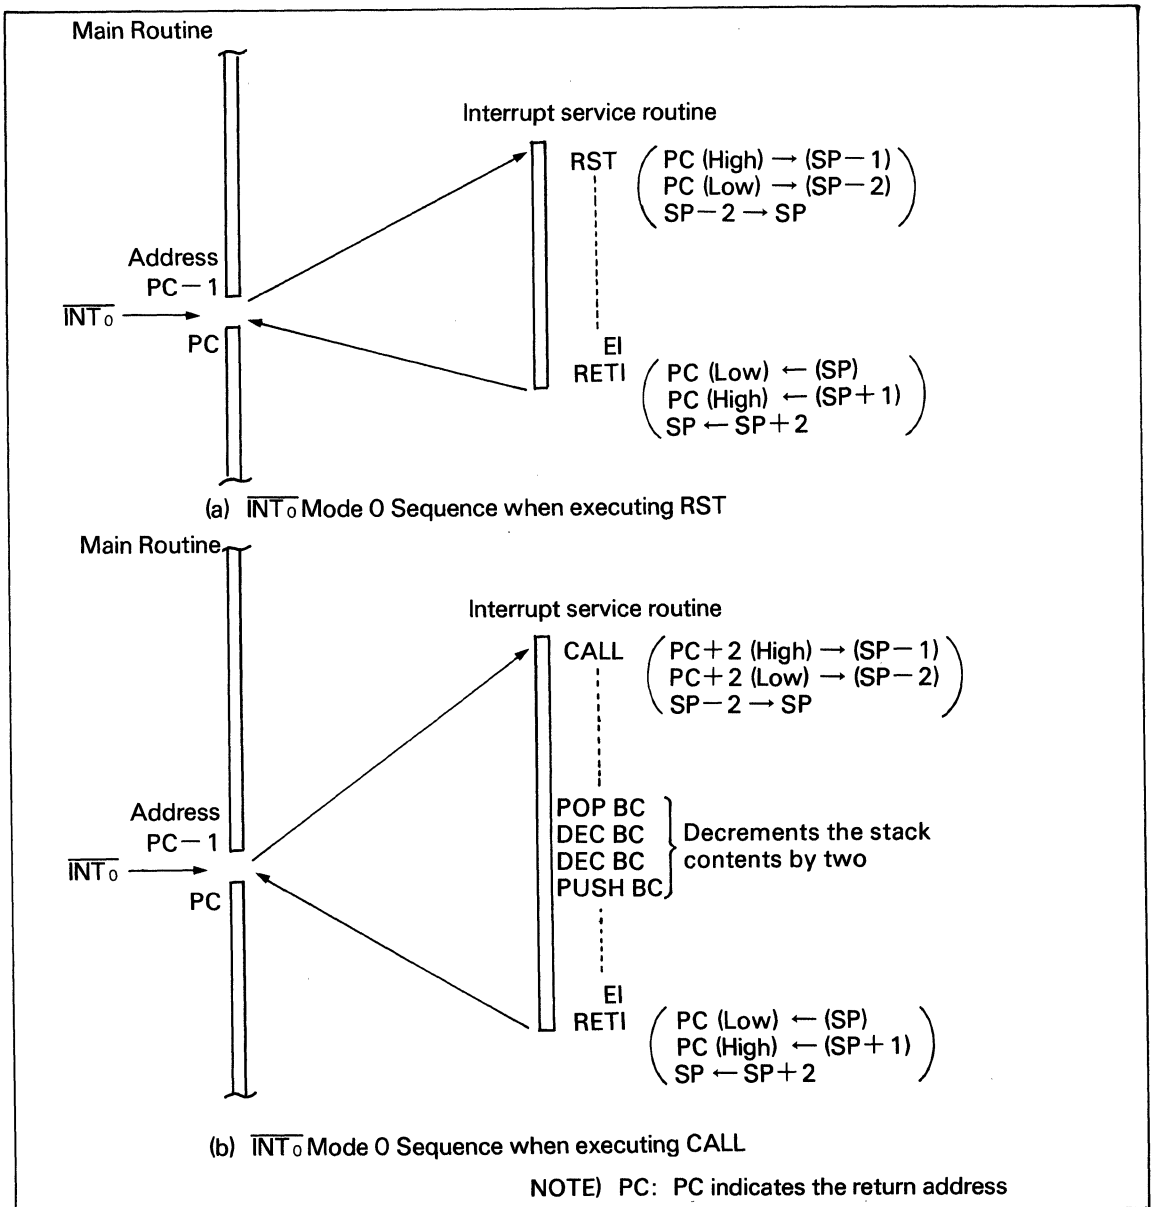 Main Routine
Interrupt service routine
RST
PC (High) → (SP−1)
PC (Low) → (SP−2)
SP−2 → SP
Address
PC−1
INT0
PC
EI
RETI
PC (Low) ← (SP)
PC (High) ← (SP+1)
SP ← SP+2
(a) INT0 Mode 0 Sequence when executing RST
Main Routine
Interrupt service routine
CALL
PC+2 (High) → (SP−1)
PC+2 (Low) → (SP−2)
SP−2 → SP
POP BC
DEC BC
DEC BC
PUSH BC
Decrements the stack
contents by two
Address
PC−1
INT0
PC
EI
RETI
PC (Low) ← (SP)
PC (High) ← (SP+1)
SP ← SP+2
(b) INT0 Mode 0 Sequence when executing CALL
NOTE) PC: PC indicates the return address